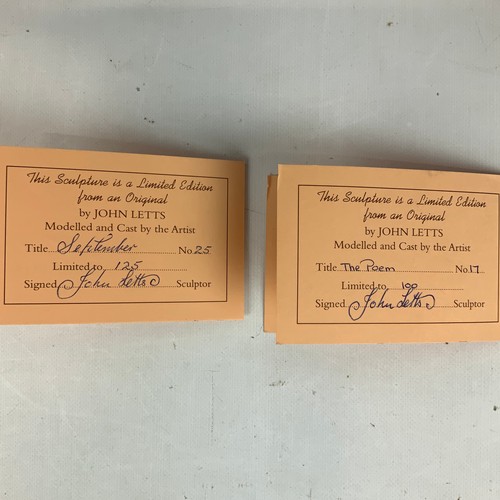 This Sculpture is a Limited Edition
from an Original
by JOHN LETTS
Modelled and Cast by the Artist
Title September No. 25
Limited to 125
Signed John Letts Sculptor
This Sculpture is a Limited Edition
from an Original
by JOHN LETTS
Modelled and Cast by the Artist
Title The Poem No. 17
Limited to 100
Signed John Letts Sculptor